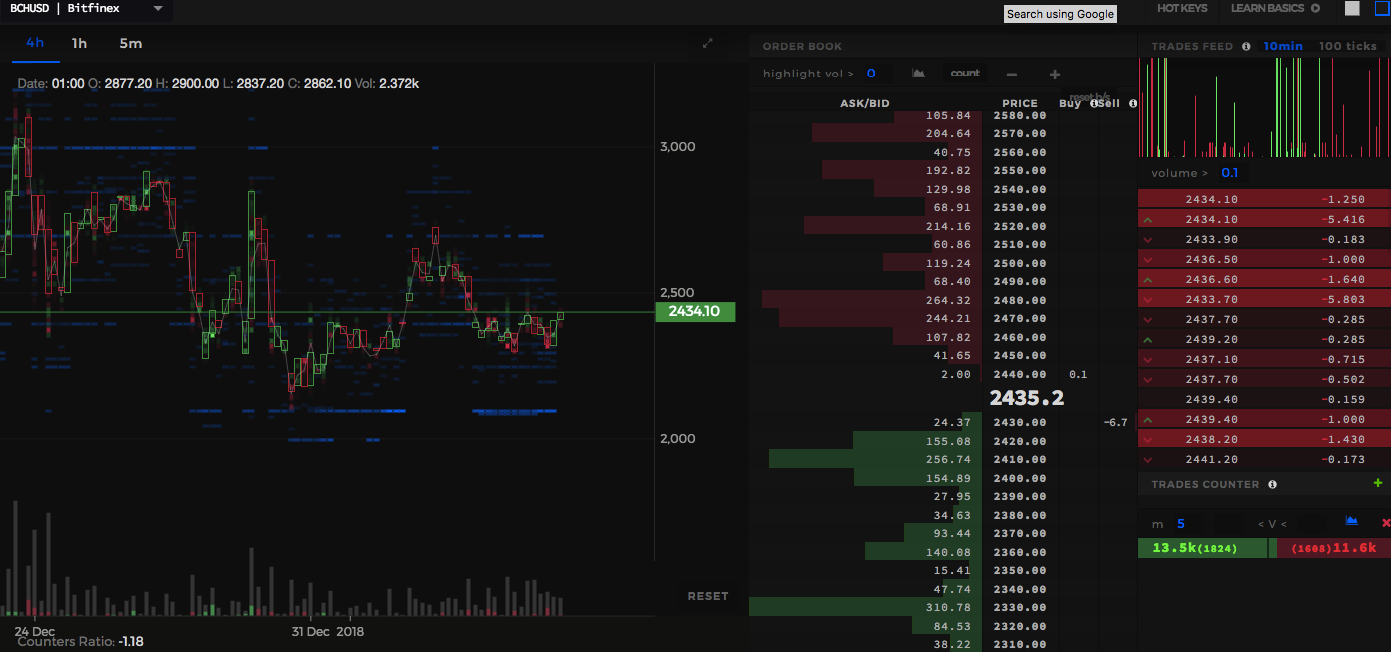 BCHUSD | Bitfinex
Search using Google
HOT KEYS
LEARN BASICS
4h 1h 5m
Date: 01:00 O: 2877.20 H: 2900.00 L: 2837.20 C: 2862.10 Vol: 2.372k
3,000
2500
2434.10
2,000
RESET
24 Dec
31 Dec 2018
Counters Ratio: -1.18
ORDER BOOK
highlight vol > 0 count − +
reset b/s
ASK/BID PRICE Buy Sell
105.84 2580.00
204.64 2570.00
40.75 2560.00
192.82 2550.00
129.98 2540.00
68.91 2530.00
214.16 2520.00
60.86 2510.00
119.24 2500.00
68.40 2490.00
264.32 2480.00
244.21 2470.00
107.82 2460.00
41.65 2450.00
2.00 2440.00 0.1
2435.2
24.37 2430.00 -6.7
155.08 2420.00
256.74 2410.00
154.89 2400.00
27.95 2390.00
34.63 2380.00
93.44 2370.00
140.08 2360.00
15.41 2350.00
47.74 2340.00
310.78 2330.00
84.53 2320.00
38.22 2310.00
TRADES FEED 10min 100 ticks
volume > 0.1
2434.10 -1.250
2434.10 -5.416
2433.90 -0.183
2436.50 -1.000
2436.60 -1.640
2433.70 -5.803
2437.70 -0.285
2439.20 -0.285
2437.10 -0.715
2437.70 -0.502
2439.40 -0.159
2439.40 -1.000
2438.20 -1.430
2441.20 -0.173
TRADES COUNTER +
m 5 < V <
13.5k(1824) (1608)11.6k